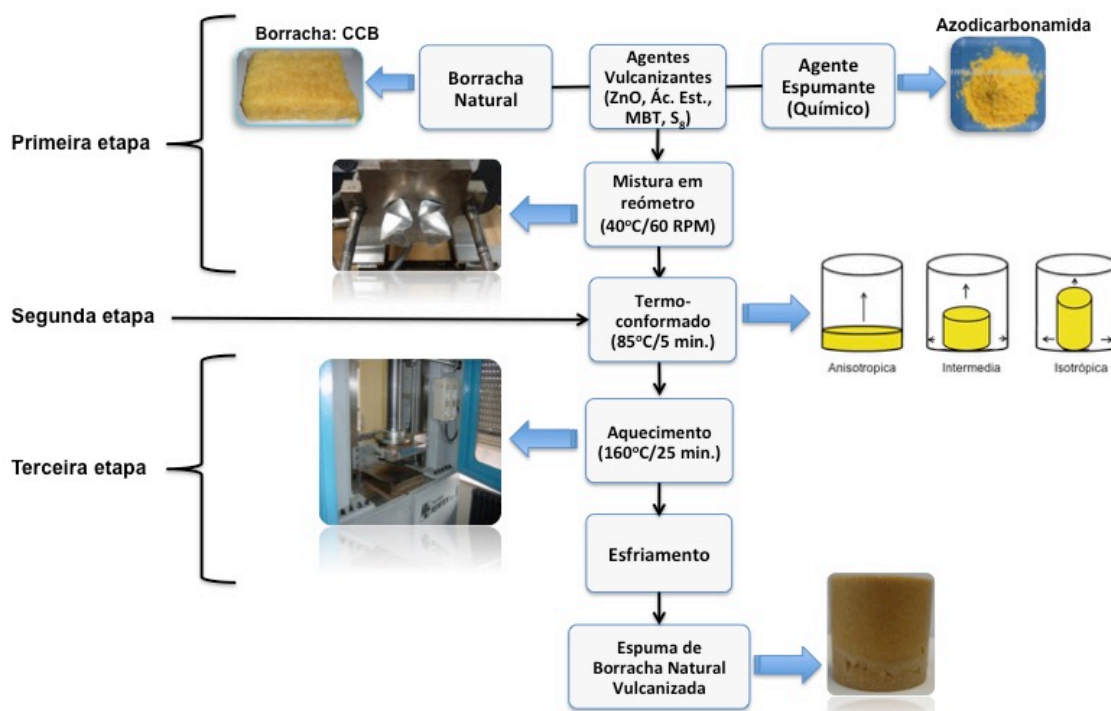 Borracha: CCB
Azodicarbonamida
Borracha
Natural
Agentes
Vulcanizantes
(ZnO, Ác. Est.,
MBT, S8)
Agente
Espumante
(Químico)
Primeira etapa
Mistura em
reómetro
(40ºC/60 RPM)
Segunda etapa
Termo-
conformado
(85ºC/5 min.)
Anisotropica
Intermedia
Isotrópica
Aquecimento
(160ºC/25 min.)
Terceira etapa
Esfriamento
Espuma de
Borracha Natural
Vulcanizada